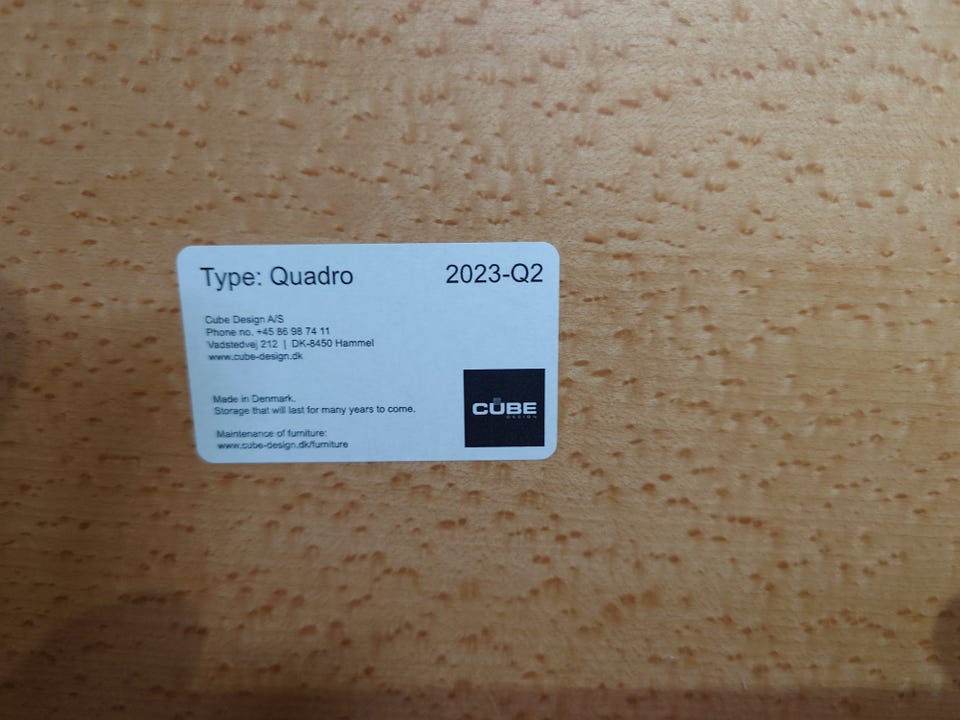 Type: Quadro 2023-Q2
Cube Design A/S
Phone no. +45 86 98 74 11
Vadstedvej 212 | DK-8450 Hammel
www.cube-design.dk
Made in Denmark.
Storage that will last for many years to come.
Maintenance of furniture:
www.cube-design.dk/furniture
CUBE
DESIGN